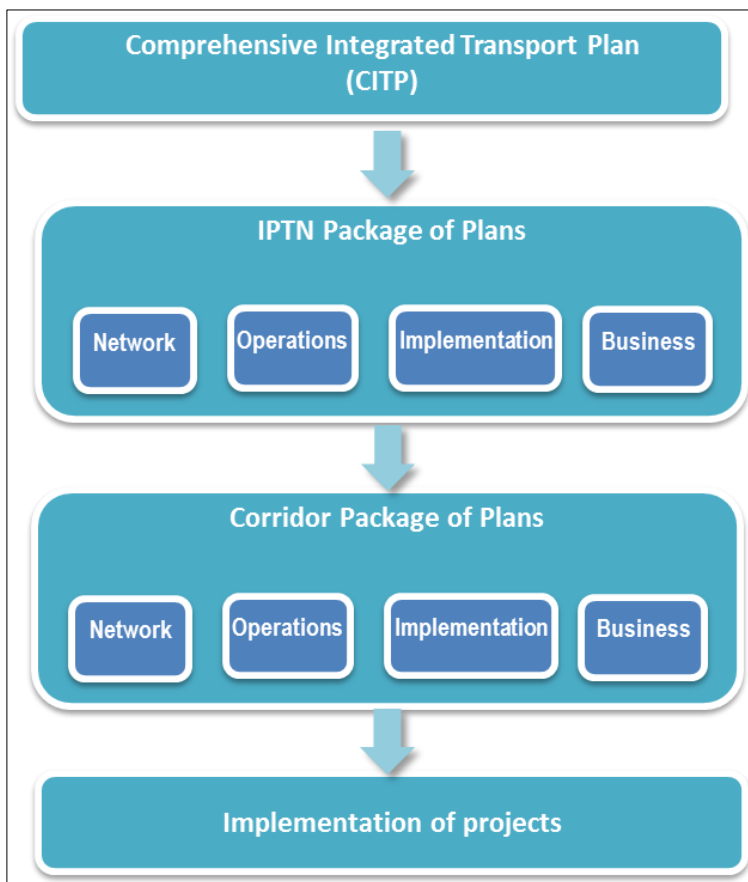 Comprehensive Integrated Transport Plan
(CITP)
IPTN Package of Plans
Network
Operations
Implementation
Business
Corridor Package of Plans
Network
Operations
Implementation
Business
Implementation of projects